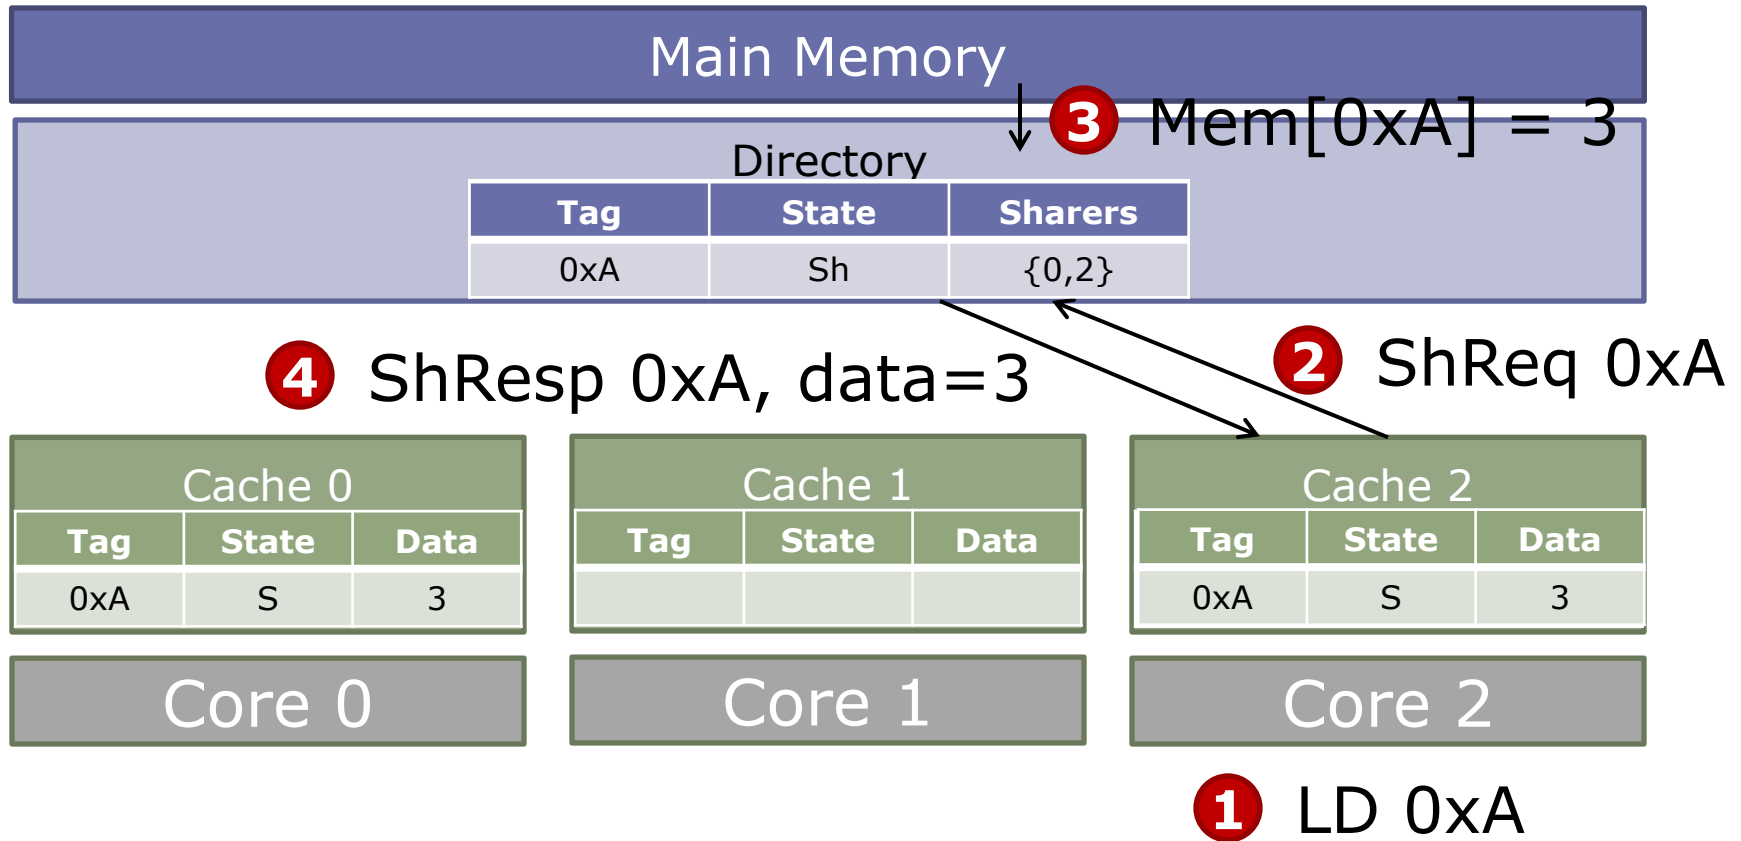 Main Memory
3 Mem[0xA] = 3
Directory
Tag State Sharers
0xA Sh {0,2}
2 ShReq 0xA
4 ShResp 0xA, data=3
Cache 0
Tag State Data
0xA S 3
Core 0
Cache 1
Tag State Data
Core 1
Cache 2
Tag State Data
0xA S 3
Core 2
1 LD 0xA